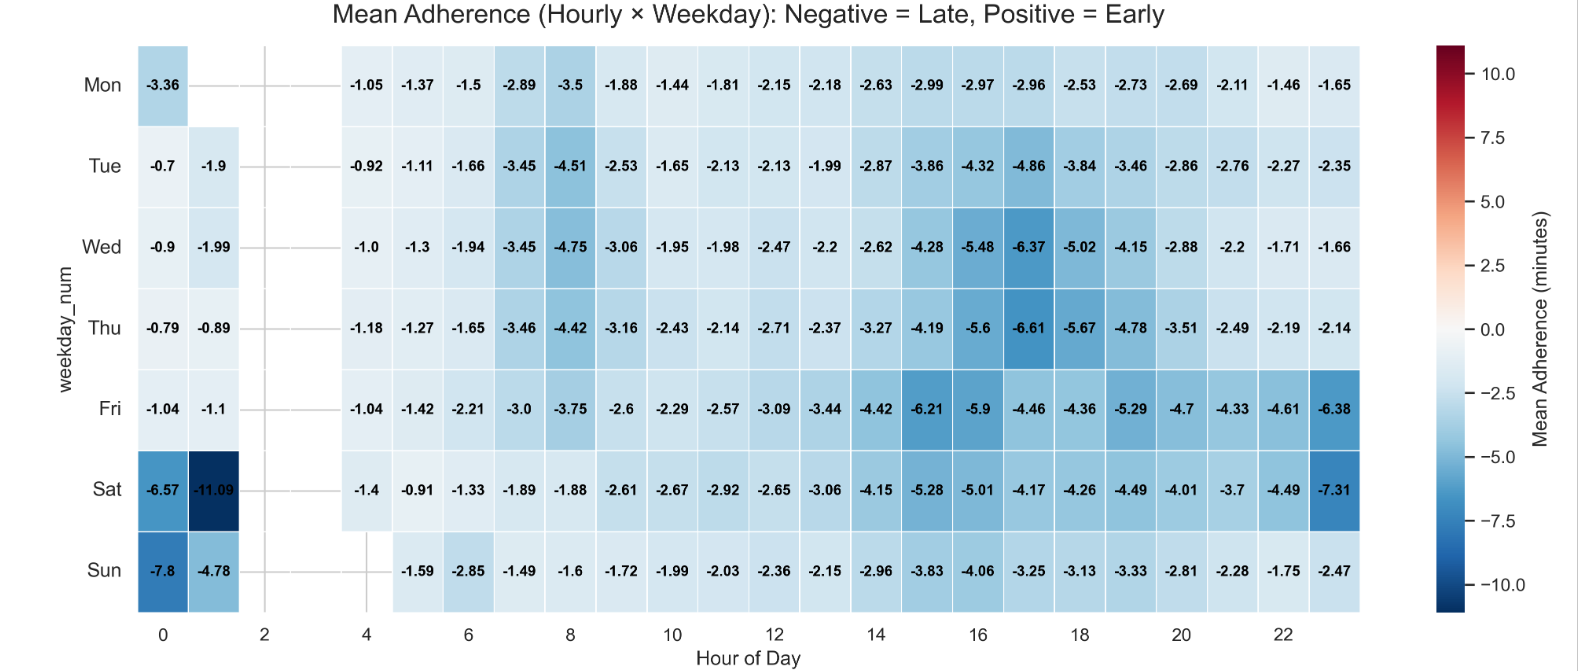 Mean Adherence (Hourly × Weekday): Negative = Late, Positive = Early
weekday_num
Mon -3.36 -1.05 -1.37 -1.5 -2.89 -3.5 -1.88 -1.44 -1.81 -2.15 -2.18 -2.63 -2.99 -2.97 -2.96 -2.53 -2.73 -2.69 -2.11 -1.46 -1.65
Tue -0.7 -1.9 -0.92 -1.11 -1.66 -3.45 -4.51 -2.53 -1.65 -2.13 -2.13 -1.99 -2.87 -3.86 -4.32 -4.86 -3.84 -3.46 -2.86 -2.76 -2.27 -2.35
Wed -0.9 -1.99 -1.0 -1.3 -1.94 -3.45 -4.75 -3.06 -1.95 -1.98 -2.47 -2.2 -2.62 -4.28 -5.48 -6.37 -5.02 -4.15 -2.88 -2.2 -1.71 -1.66
Thu -0.79 -0.89 -1.18 -1.27 -1.65 -3.46 -4.42 -3.16 -2.43 -2.14 -2.71 -2.37 -3.27 -4.19 -5.6 -6.61 -5.67 -4.78 -3.51 -2.49 -2.19 -2.14
Fri -1.04 -1.1 -1.04 -1.42 -2.21 -3.0 -3.75 -2.6 -2.29 -2.57 -3.09 -3.44 -4.42 -6.21 -5.9 -4.46 -4.36 -5.29 -4.7 -4.33 -4.61 -6.38
Sat -6.57 -11.09 -1.4 -0.91 -1.33 -1.89 -1.88 -2.61 -2.67 -2.92 -2.65 -3.06 -4.15 -5.28 -5.01 -4.17 -4.26 -4.49 -4.01 -3.7 -4.49 -7.31
Sun -7.8 -4.78 -1.59 -2.85 -1.49 -1.6 -1.72 -1.99 -2.03 -2.36 -2.15 -2.96 -3.83 -4.06 -3.25 -3.13 -3.33 -2.81 -2.28 -1.75 -2.47
0 2 4 6 8 10 12 14 16 18 20 22
Hour of Day
10.0
7.5
5.0
2.5
0.0
−2.5
−5.0
−7.5
−10.0
Mean Adherence (minutes)